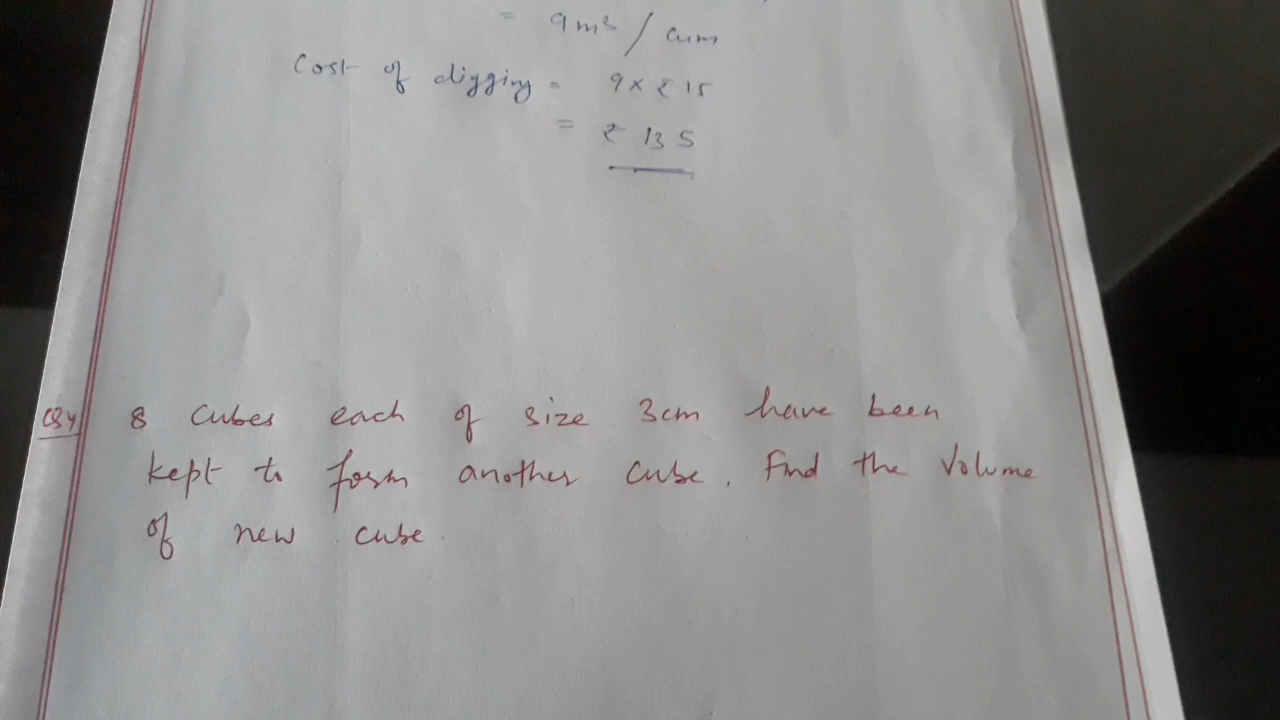 = 9m³ / cum
Cost of digging = 9 × ₹ 15
= ₹ 135
Q84 8 Cubes each of size 3cm have been
kept to form another cube. Find the Volume
of new cube.